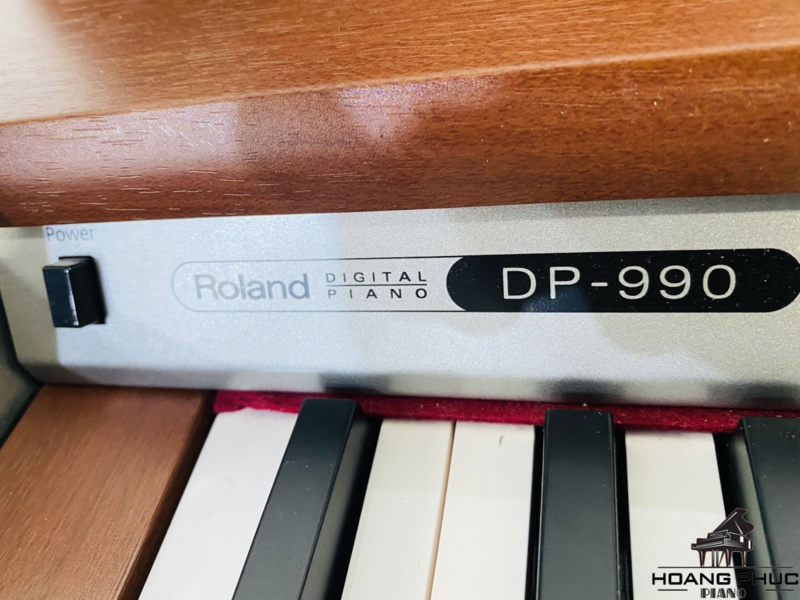 Power
Roland DIGITAL PIANO DP-990
HOANG PHUC
PIANO